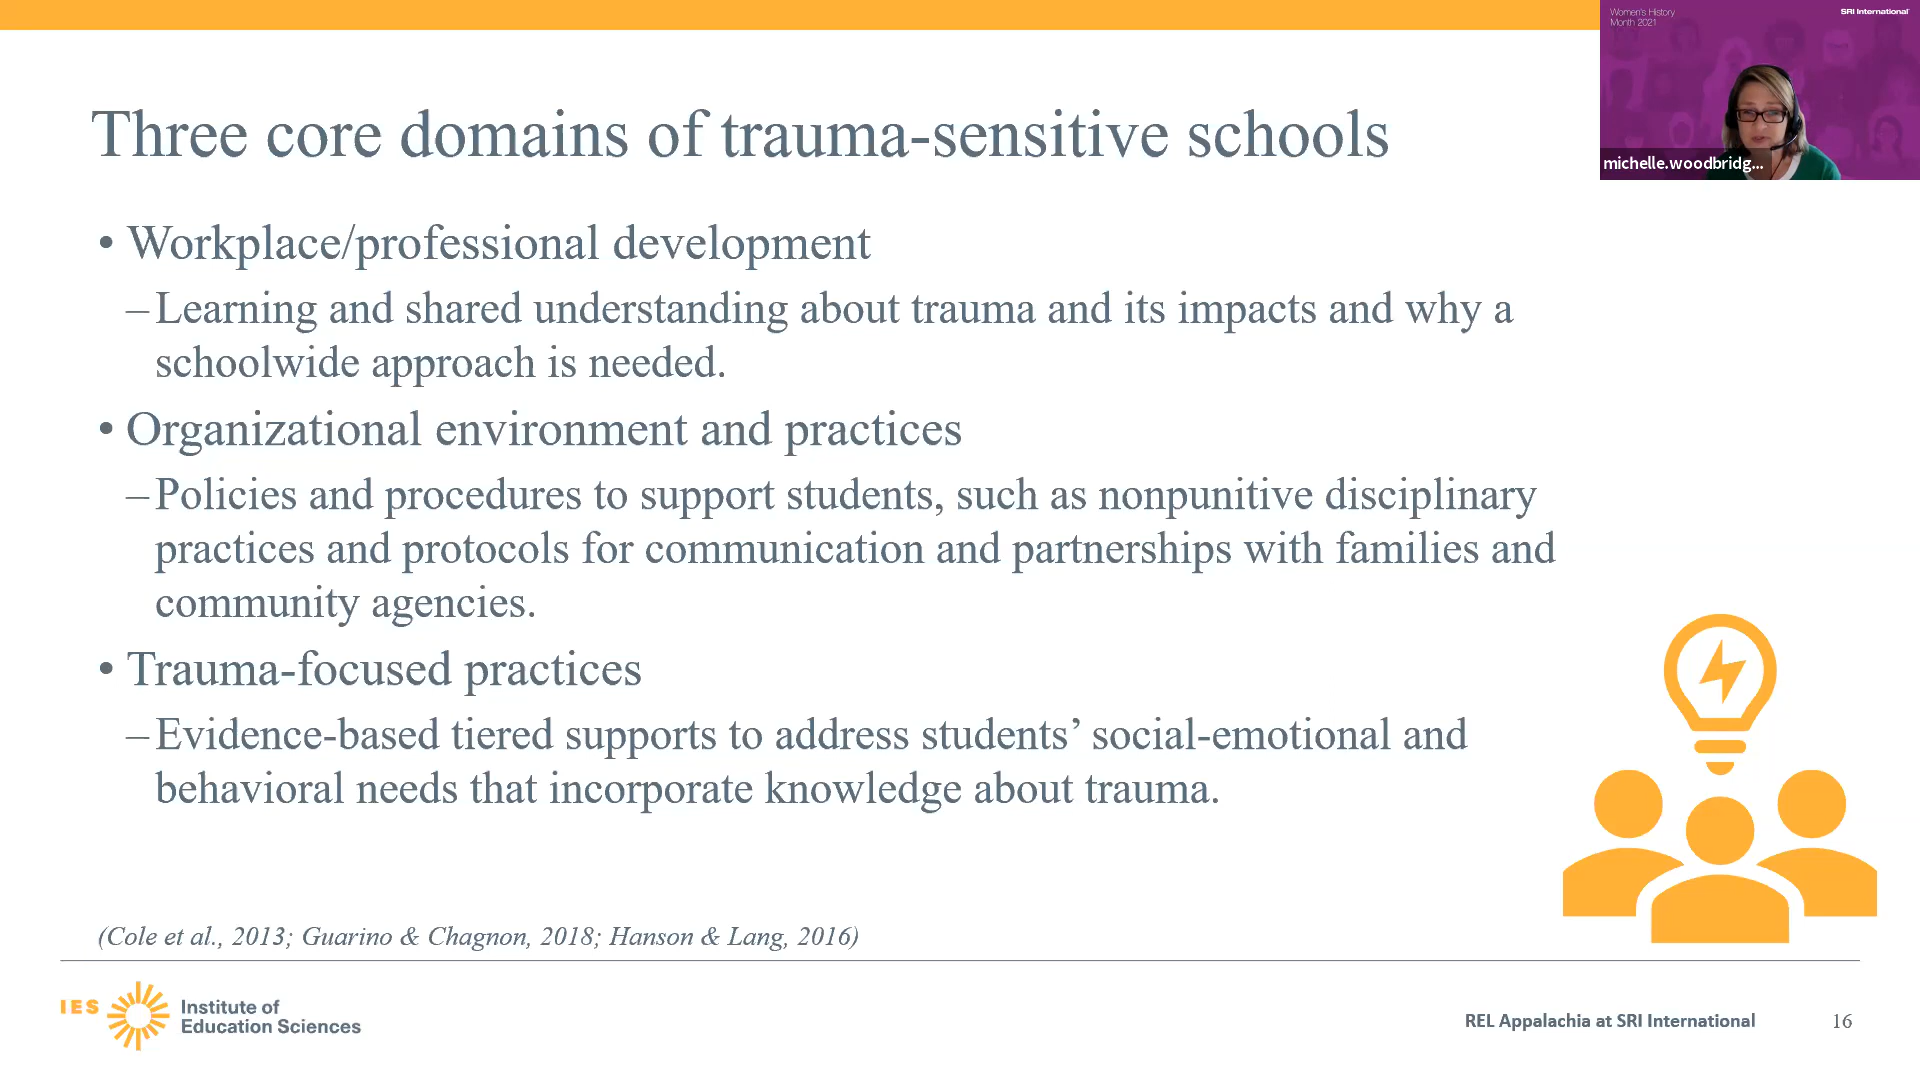 Women's History
Month 2021
SRI International
michelle.woodbridg...
Three core domains of trauma-sensitive schools
• Workplace/professional development
– Learning and shared understanding about trauma and its impacts and why a
schoolwide approach is needed.
• Organizational environment and practices
– Policies and procedures to support students, such as nonpunitive disciplinary
practices and protocols for communication and partnerships with families and
community agencies.
• Trauma-focused practices
– Evidence-based tiered supports to address students’ social-emotional and
behavioral needs that incorporate knowledge about trauma.
(Cole et al., 2013; Guarino & Chagnon, 2018; Hanson & Lang, 2016)
IES
Institute of
Education Sciences
REL Appalachia at SRI International
16